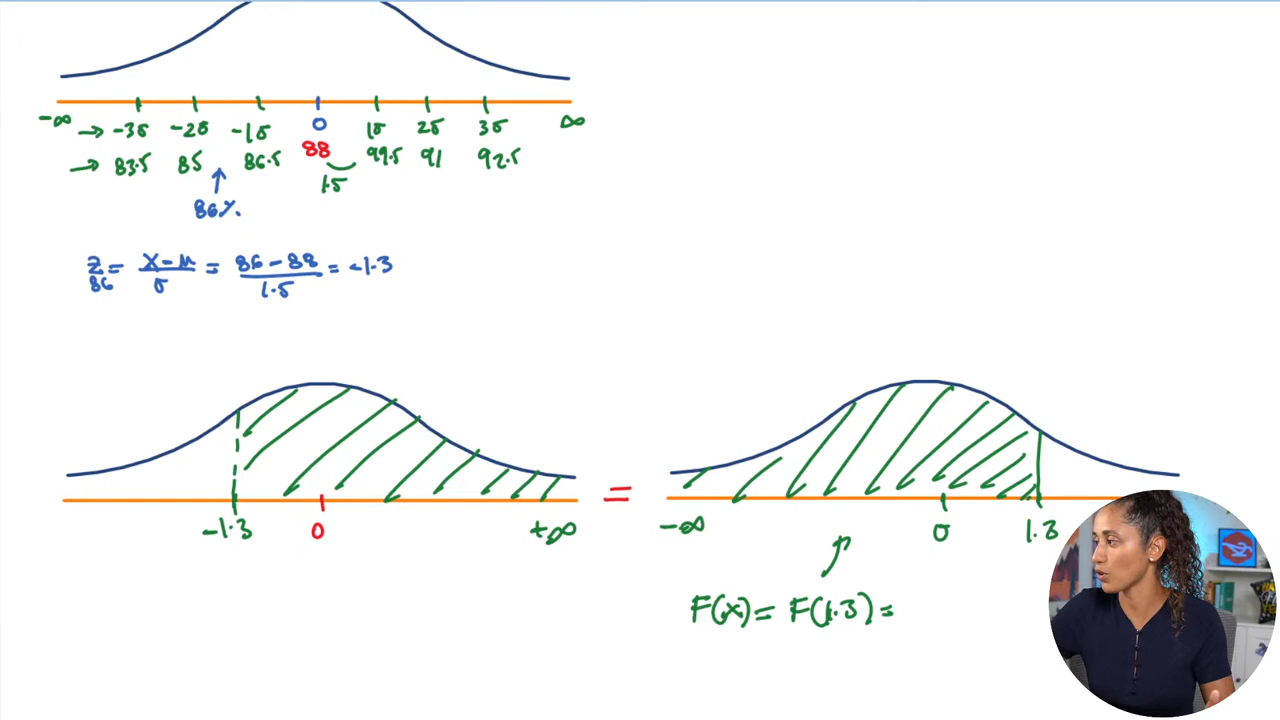 -∞ → -3σ -2σ -1σ 0 1σ 2σ 3σ ∞
→ 83.5 85 86.5 88 99.5 91 92.5
1.5
86%
z86 = x-μ/σ = 86-88/1.5 = -1.3
=
-1.3 0 +∞
-∞ 0 1.3
F(x) = F(1.3) =